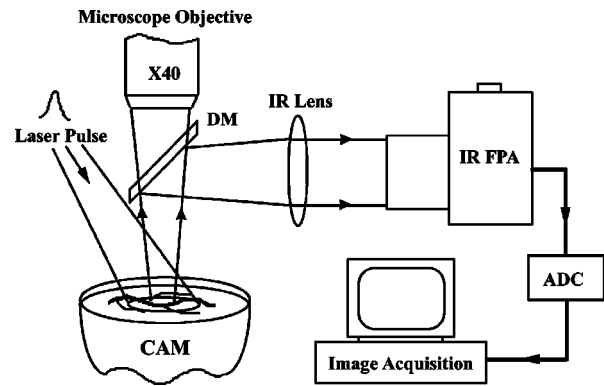 Microscope Objective
X40
DM
IR Lens
Laser Pulse
IR FPA
ADC
CAM
Image Acquisition